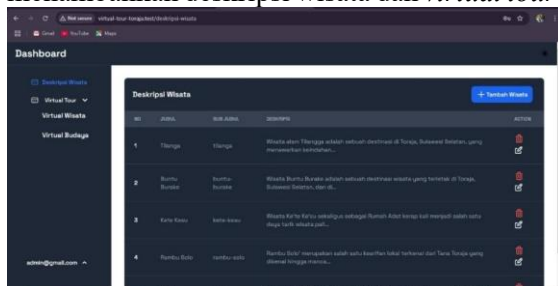 Not secure virtual-tour-toraja.test/deskripsi-wisata
Gmail YouTube Maps
Dashboard
Deskripsi Wisata
Virtual Tour
Virtual Wisata
Virtual Budaya
admin@gmail.com
Deskripsi Wisata
+ Tambah Wisata
NO JUDUL SUB JUDUL DESKRIPSI ACTION
1 Tilanga tilanga Wisata alam Tilangga adalah sebuah destinasi di Toraja, Sulawesi Selatan, yang
menawarkan keindahan...
2 Buntu
Burake
buntu-
burake
Wisata Buntu Burake adalah sebuah destinasi wisata yang terletak di Toraja,
Sulawesi Selatan, dan di...
3 Kete Kesu kete-kesu Wisata Ke'te Ke'su sekaligus sebagai Rumah Adat kerap kali menjadi salah satu
daya tarik wisata pali...
4 Rambu Solo rambu-solo Rambu Solo' merupakan salah satu kearifan lokal terkenal dari Tana Toraja yang
dikenal hingga manca...